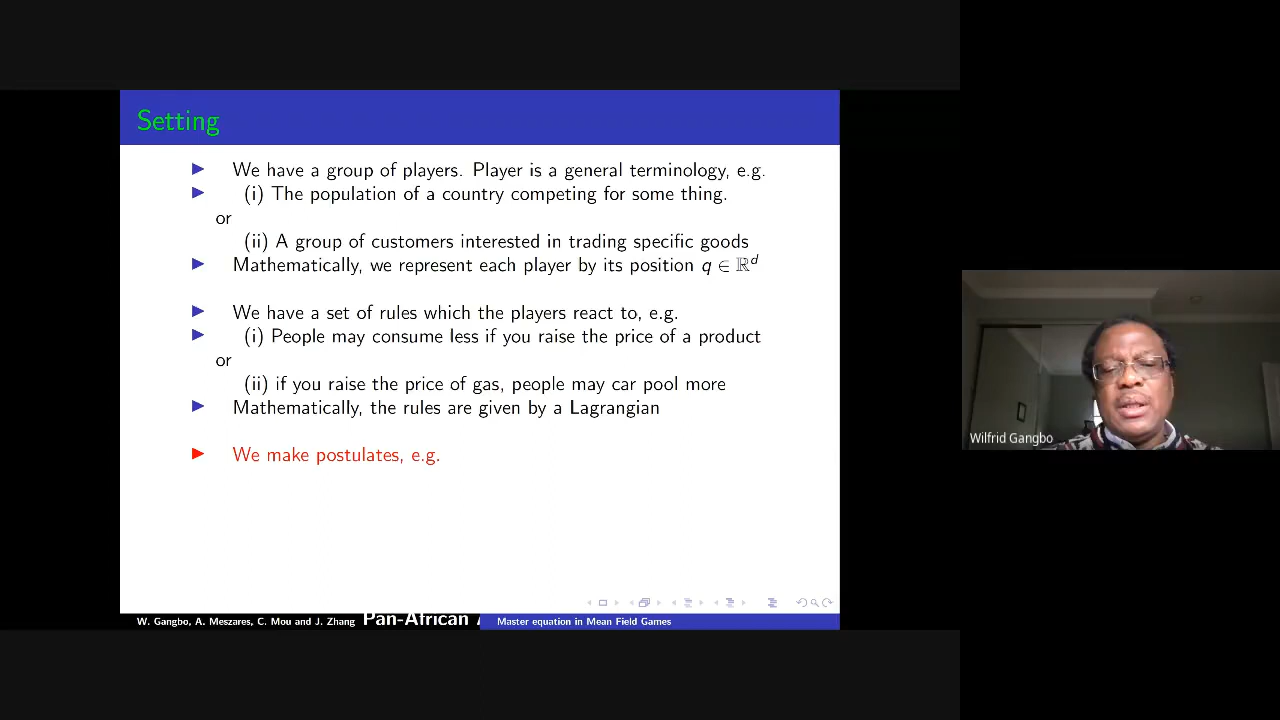 Setting
▶ We have a group of players. Player is a general terminology, e.g.
▶ (i) The population of a country competing for some thing.
or
(ii) A group of customers interested in trading specific goods
▶ Mathematically, we represent each player by its position q ∈ ℝᵈ
▶ We have a set of rules which the players react to, e.g.
▶ (i) People may consume less if you raise the price of a product
or
(ii) if you raise the price of gas, people may car pool more
▶ Mathematically, the rules are given by a Lagrangian
▶ We make postulates, e.g.
W. Gangbo, A. Meszares, C. Mou and J. Zhang Pan-African Master equation in Mean Field Games
Wilfrid Gangbo